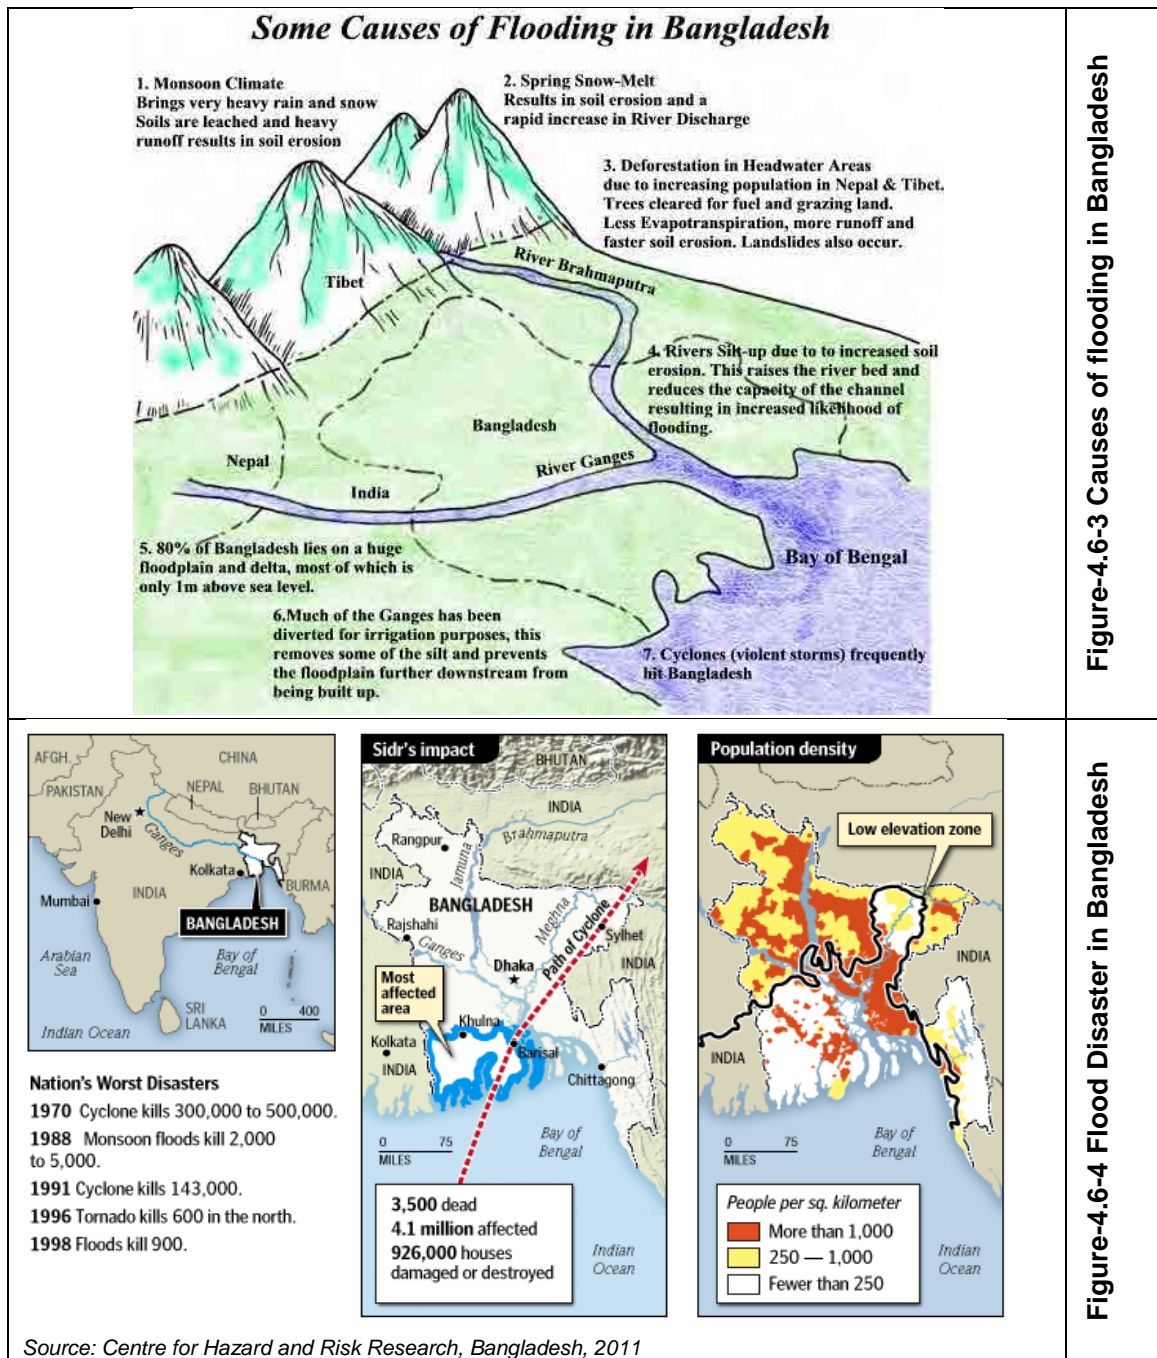 Some Causes of Flooding in Bangladesh
1. Monsoon Climate
Brings very heavy rain and snow
Soils are leached and heavy
runoff results in soil erosion
2. Spring Snow-Melt
Results in soil erosion and a
rapid increase in River Discharge
3. Deforestation in Headwater Areas
due to increasing population in Nepal & Tibet.
Trees cleared for fuel and grazing land.
Less Evapotranspiration, more runoff and
faster soil erosion. Landslides also occur.
Tibet
River Brahmaputra
4. Rivers Silt-up due to to increased soil
erosion. This raises the river bed and
reduces the capacity of the channel
resulting in increased likelihood of
flooding.
Bangladesh
Nepal
River Ganges
India
5. 80% of Bangladesh lies on a huge
floodplain and delta, most of which is
only 1m above sea level.
Bay of Bengal
6.Much of the Ganges has been
diverted for irrigation purposes, this
removes some of the silt and prevents
the floodplain further downstream from
being built up.
7. Cyclones (violent storms) frequently
hit Bangladesh
Figure-4.6-3 Causes of flooding in Bangladesh
AFGH.
CHINA
PAKISTAN
NEPAL
BHUTAN
New
Delhi
Ganges
Kolkata
INDIA
BURMA
Mumbai
BANGLADESH
Arabian
Sea
Bay of
Bengal
SRI
LANKA
0 400
MILES
Indian Ocean
Nation's Worst Disasters
1970 Cyclone kills 300,000 to 500,000.
1988 Monsoon floods kill 2,000
to 5,000.
1991 Cyclone kills 143,000.
1996 Tornado kills 600 in the north.
1998 Floods kill 900.
Sidr's impact
BHUTAN
INDIA
Brahmaputra
Rangpur
Jamuna
INDIA
BANGLADESH
Rajshahi
Meghna
Path of Cyclone
Sylhet
Ganges
Dhaka
INDIA
Most
affected
area
Khulna
Kolkata
Barisal
INDIA
Chittagong
0 75
MILES
Bay of
Bengal
3,500 dead
4.1 million affected
926,000 houses
damaged or destroyed
Indian
Ocean
Population density
Low elevation zone
INDIA
INDIA
0 75
MILES
Bay of
Bengal
People per sq. kilometer
More than 1,000
250 — 1,000
Fewer than 250
Indian
Ocean
Figure-4.6-4 Flood Disaster in Bangladesh
Source: Centre for Hazard and Risk Research, Bangladesh, 2011